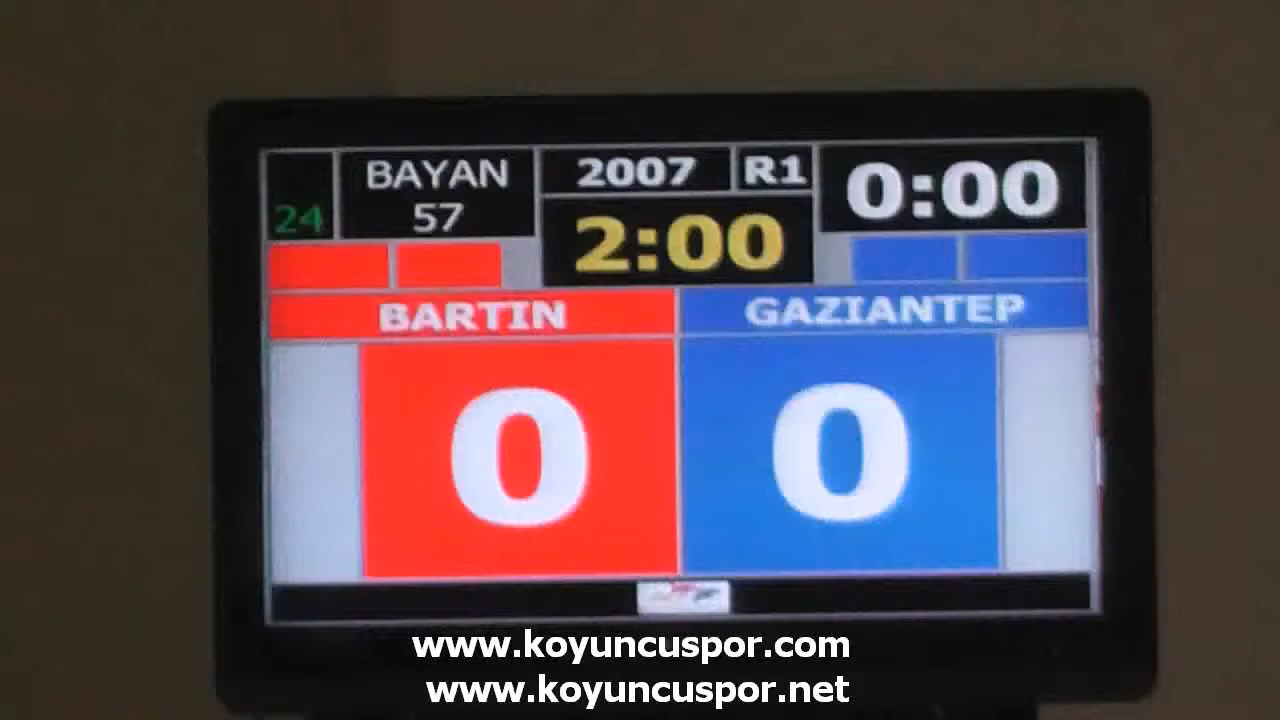 24
BAYAN
57
2007
R1
2:00
0:00
BARTIN
GAZIANTEP
0
0
www.koyuncuspor.com
www.koyuncuspor.net